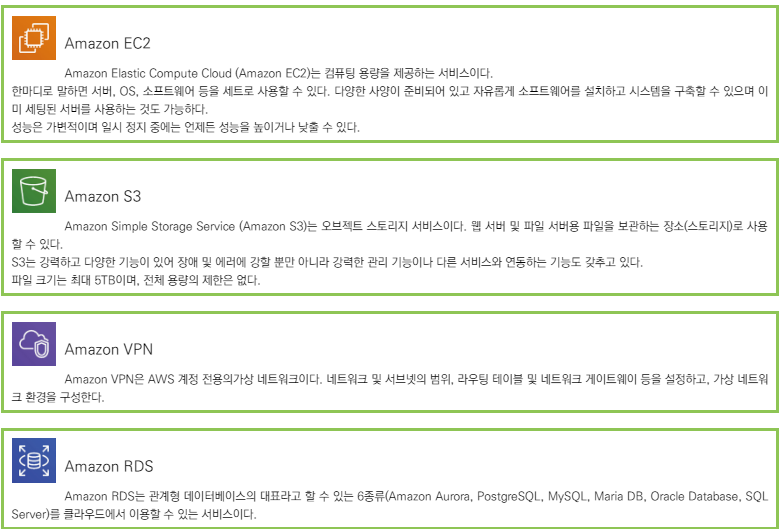 Amazon EC2
Amazon Elastic Compute Cloud (Amazon EC2)는 컴퓨팅 용량을 제공하는 서비스이다.
한마디로 말하면 서버, OS, 소프트웨어 등을 세트로 사용할 수 있다. 다양한 사양이 준비되어 있고 자유롭게 소프트웨어를 설치하고 시스템을 구축할 수 있으며 이
미 세팅된 서버를 사용하는 것도 가능하다.
성능은 가변적이며 일시 정지 중에는 언제든 성능을 높이거나 낮출 수 있다.
Amazon S3
Amazon Simple Storage Service (Amazon S3)는 오브젝트 스토리지 서비스이다. 웹 서버 및 파일 서버용 파일을 보관하는 장소(스토리지)로 사용
할 수 있다.
S3는 강력하고 다양한 기능이 있어 장애 및 에러에 강할 뿐만 아니라 강력한 관리 기능이나 다른 서비스와 연동하는 기능도 갖추고 있다.
파일 크기는 최대 5TB이며, 전체 용량의 제한은 없다.
Amazon VPN
Amazon VPN은 AWS 계정 전용의가상 네트워크이다. 네트워크 및 서브넷의 범위, 라우팅 테이블 및 네트워크 게이트웨이 등을 설정하고, 가상 네트워
크 환경을 구성한다.
Amazon RDS
Amazon RDS는 관계형 데이터베이스의 대표라고 할 수 있는 6종류(Amazon Aurora, PostgreSQL, MySQL, Maria DB, Oracle Database, SQL
Server)를 클라우드에서 이용할 수 있는 서비스이다.